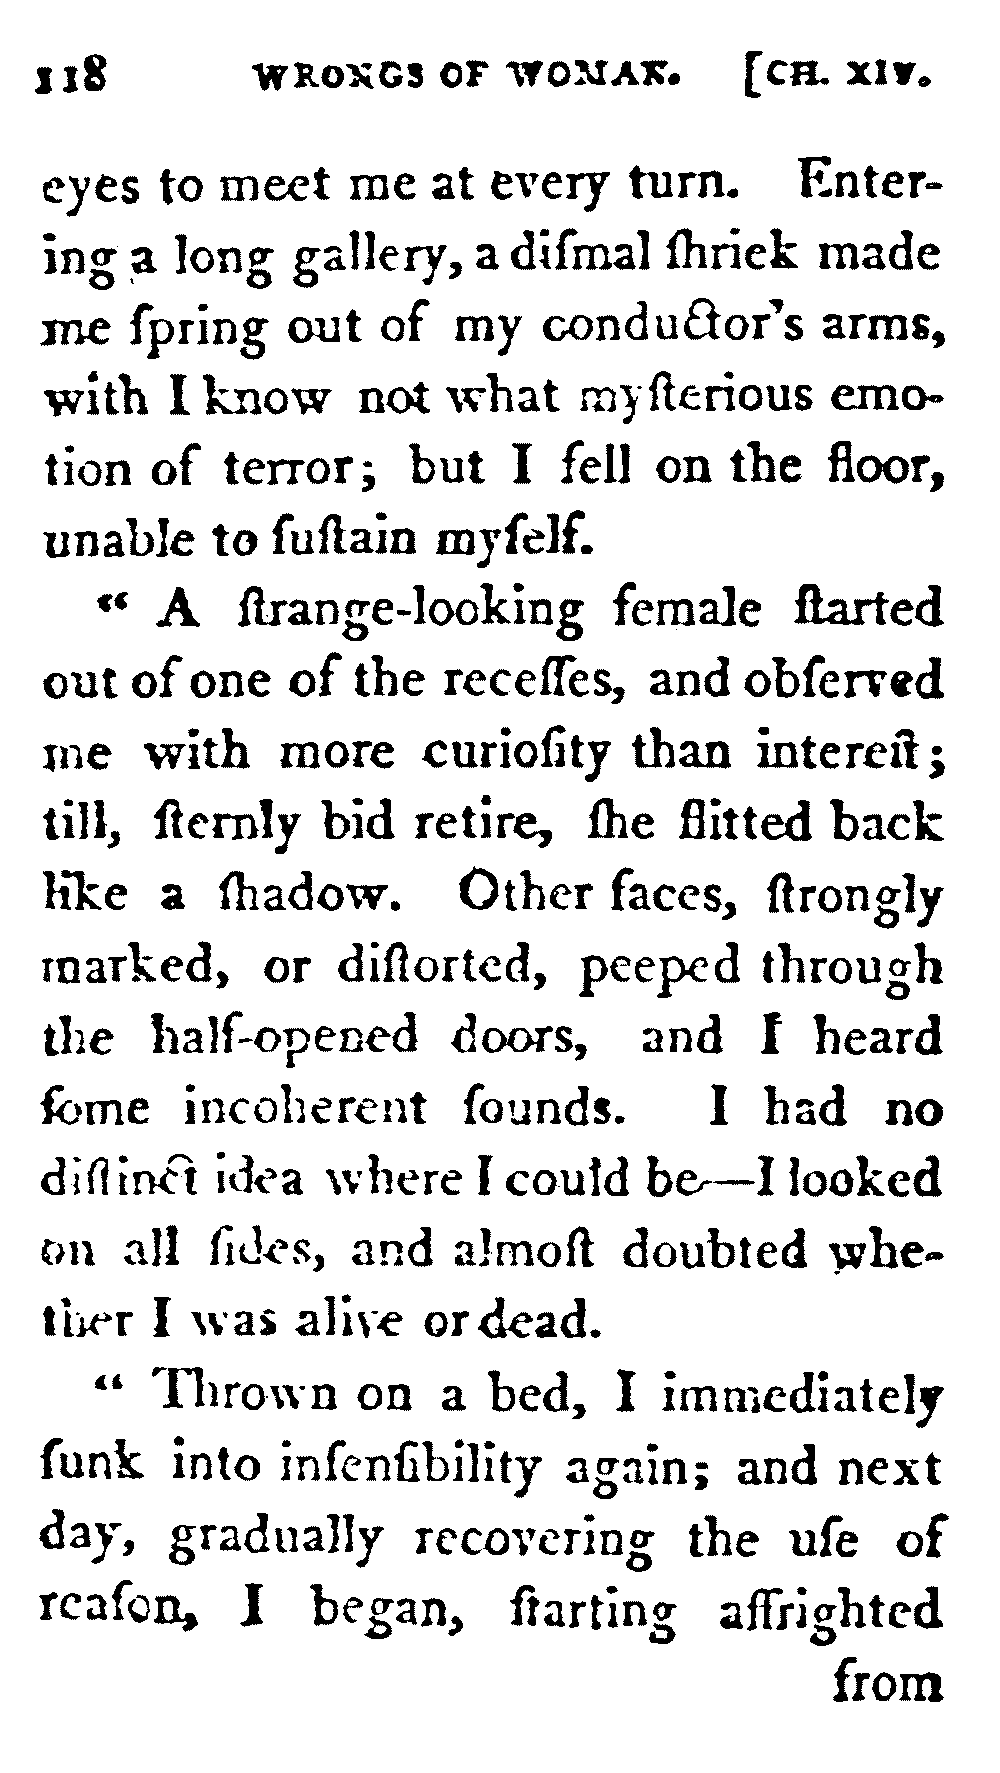 118 WRONGS OF WOMAN. [CH. XIV.
eyes to meet me at every turn. Enter-
ing a long gallery, a diſmal ſhriek made
me ſpring out of my conductor's arms,
with I know not what myſterious emo-
tion of terror; but I fell on the floor,
unable to ſuſtain myſelf.
“ A ſtrange-looking female ſtarted
out of one of the receſſes, and obſerved
me with more curioſity than intereſt;
till, ſternly bid retire, ſhe flitted back
like a ſhadow. Other faces, ſtrongly
marked, or diſtorted, peeped through
the half-opened doors, and I heard
ſome incoherent ſounds. I had no
diſtinct idea where I could be—I looked
on all ſides, and almoſt doubted whe-
ther I was alive or dead.
“ Thrown on a bed, I immediately
ſunk into inſenſibility again; and next
day, gradually recovering the uſe of
reaſon, I began, ſtarting affrighted
from